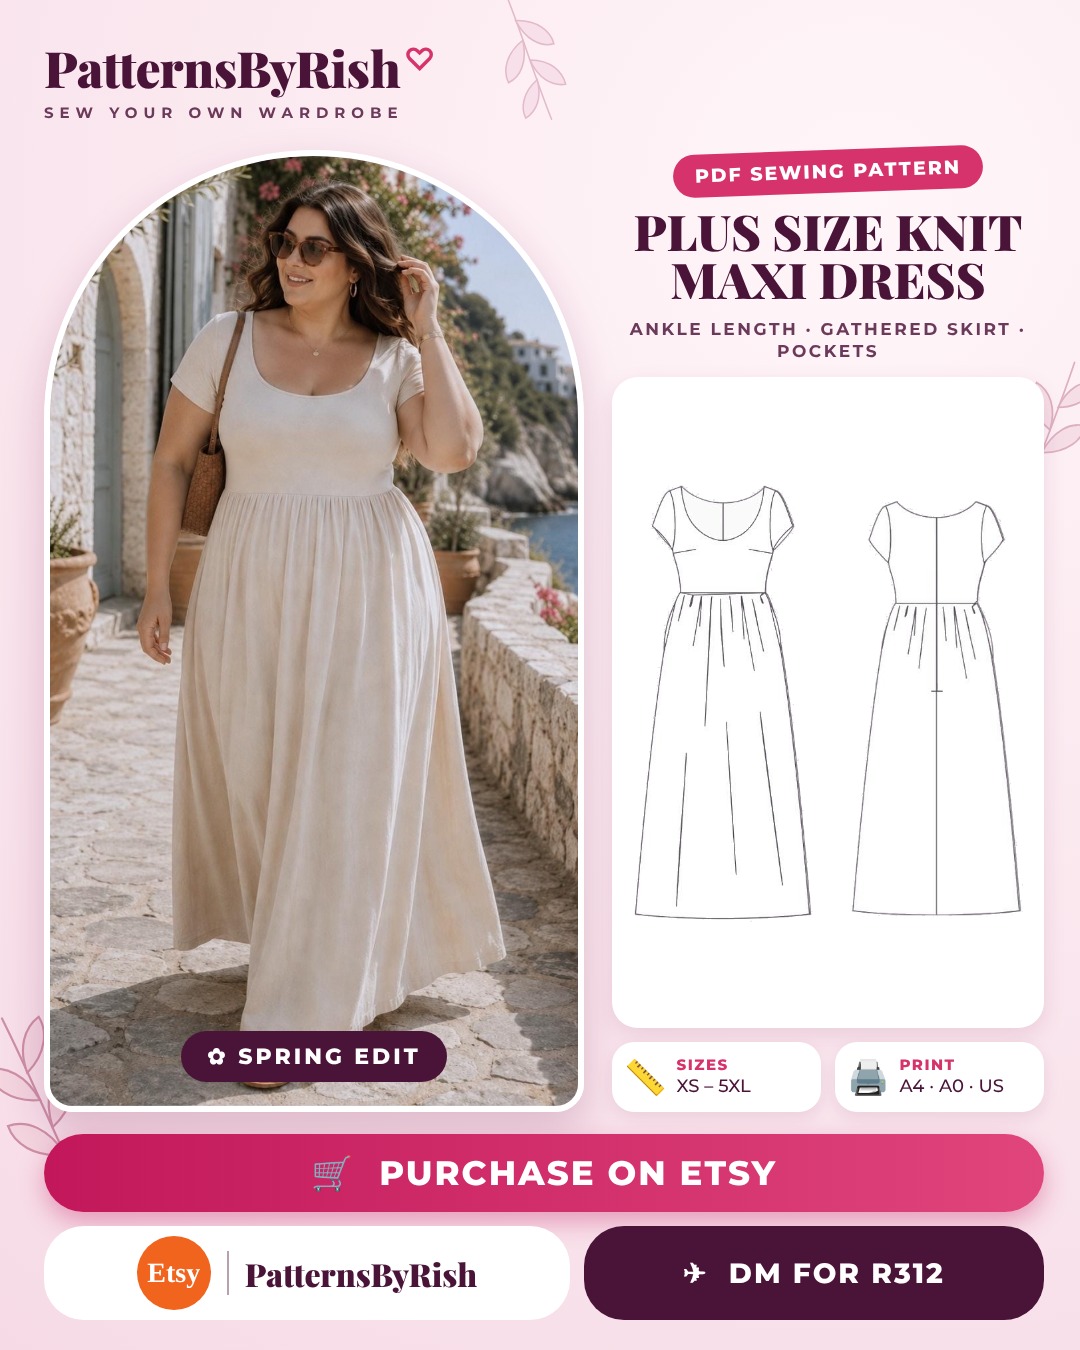 PatternsByRish
SEW YOUR OWN WARDROBE
PDF SEWING PATTERN
PLUS SIZE KNIT
MAXI DRESS
ANKLE LENGTH · GATHERED SKIRT ·
POCKETS
SPRING EDIT
SIZES
XS – 5XL
PRINT
A4 · A0 · US
PURCHASE ON ETSY
Etsy
PatternsByRish
DM FOR R312